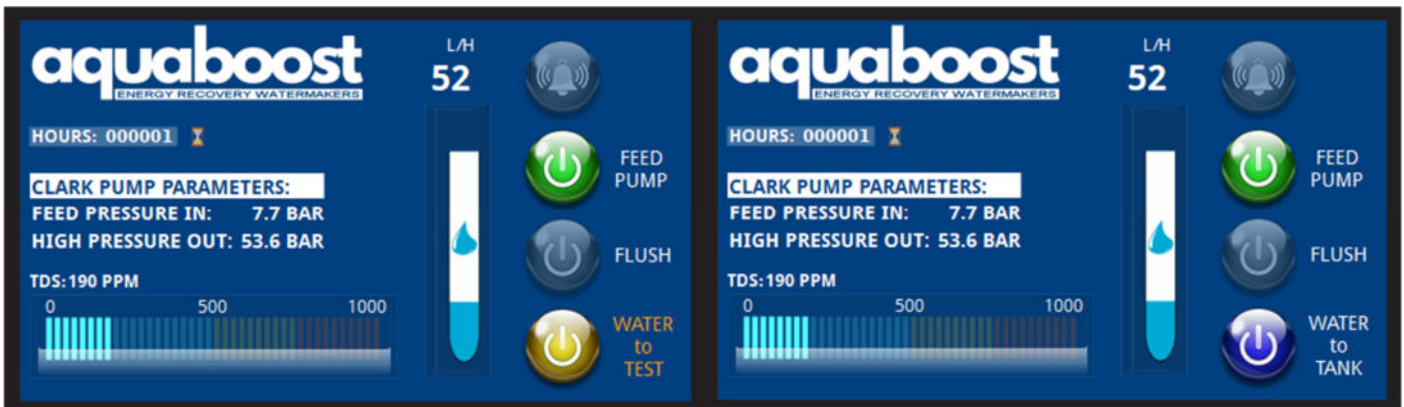 aquaboost
ENERGY RECOVERY WATERMAKERS
L/H
52
HOURS: 000001
FEED
PUMP
CLARK PUMP PARAMETERS:
FEED PRESSURE IN: 7.7 BAR
HIGH PRESSURE OUT: 53.6 BAR
FLUSH
TDS:190 PPM
0 500 1000
WATER
to
TEST
aquaboost
ENERGY RECOVERY WATERMAKERS
L/H
52
HOURS: 000001
FEED
PUMP
CLARK PUMP PARAMETERS:
FEED PRESSURE IN: 7.7 BAR
HIGH PRESSURE OUT: 53.6 BAR
FLUSH
TDS:190 PPM
0 500 1000
WATER
to
TANK